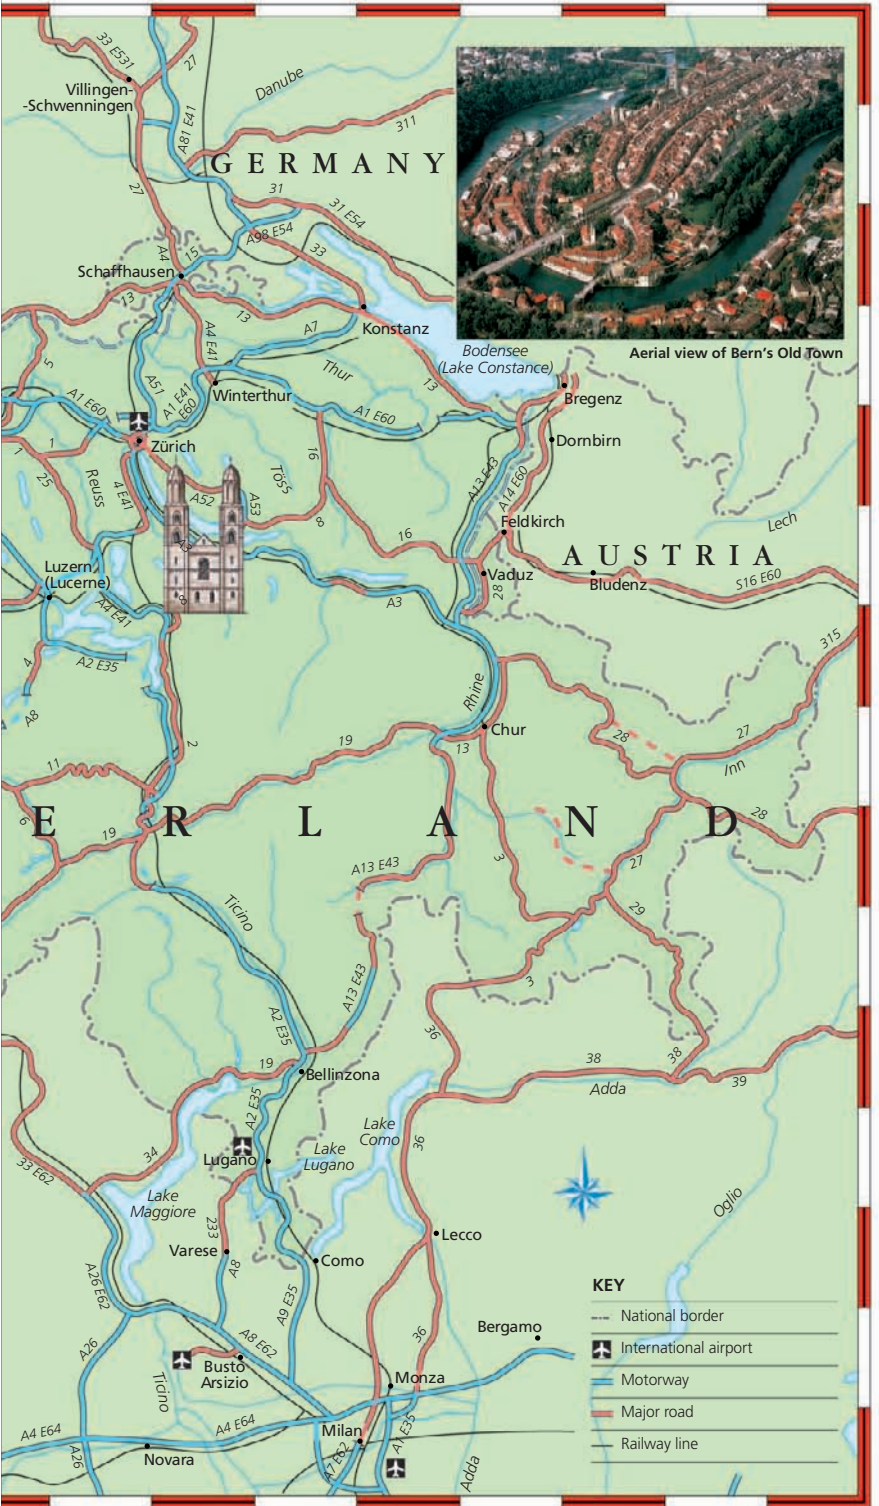 33 E531
27
Villingen-
-Schwenningen
Danube
A81 E41
311
GERMANY
27
31
31 E54
A98 E54
33
A4
15
Schaffhausen
13
13
Konstanz
A7
A4 E41
Bodensee
(Lake Constance)
Aerial view of Bern's Old Town
5
Thur
13
A51
A1 E41
E60
Winterthur
Bregenz
A1 E60
A1 E60
Dornbirn
1
1
Zürich
25
Reuss
4 E41
16
Töss
A52
A53
A13 E43
A14 E60
8
Feldkirch
Lech
16
A3
AUSTRIA
Luzern
(Lucerne)
Vaduz
Bludenz
S16 E60
28
8
A3
A4 E41
A2 E35
4
A8
315
Rhine
Chur
2
19
13
28
27
Inn
11
6
ERLAND
19
28
3
A13 E43
27
29
Ticino
A13 E43
3
A2 E35
36
38
38
19
Bellinzona
39
Adda
A2 E35
Lake
Como
36
34
33 E62
Lugano
Lake
Lugano
Lake
Maggiore
Oglio
233
Varese
Lecco
Como
A8
A26 E62
A9 E35
KEY
National border
Bergamo
36
A26
A8 E62
International airport
Busto
Arsizio
Ticino
Monza
Motorway
Major road
A4 E64
A4 E64
Milan
A1 E35
Railway line
A26
Novara
A7 E62
Adda